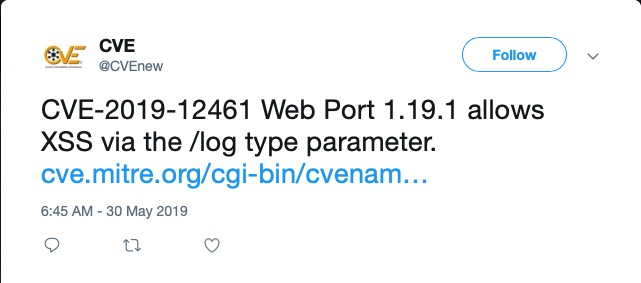 CVE
CVE
@CVEnew
Follow
CVE-2019-12461 Web Port 1.19.1 allows
XSS via the /log type parameter.
cve.mitre.org/cgi-bin/cvenam…
6:45 AM - 30 May 2019